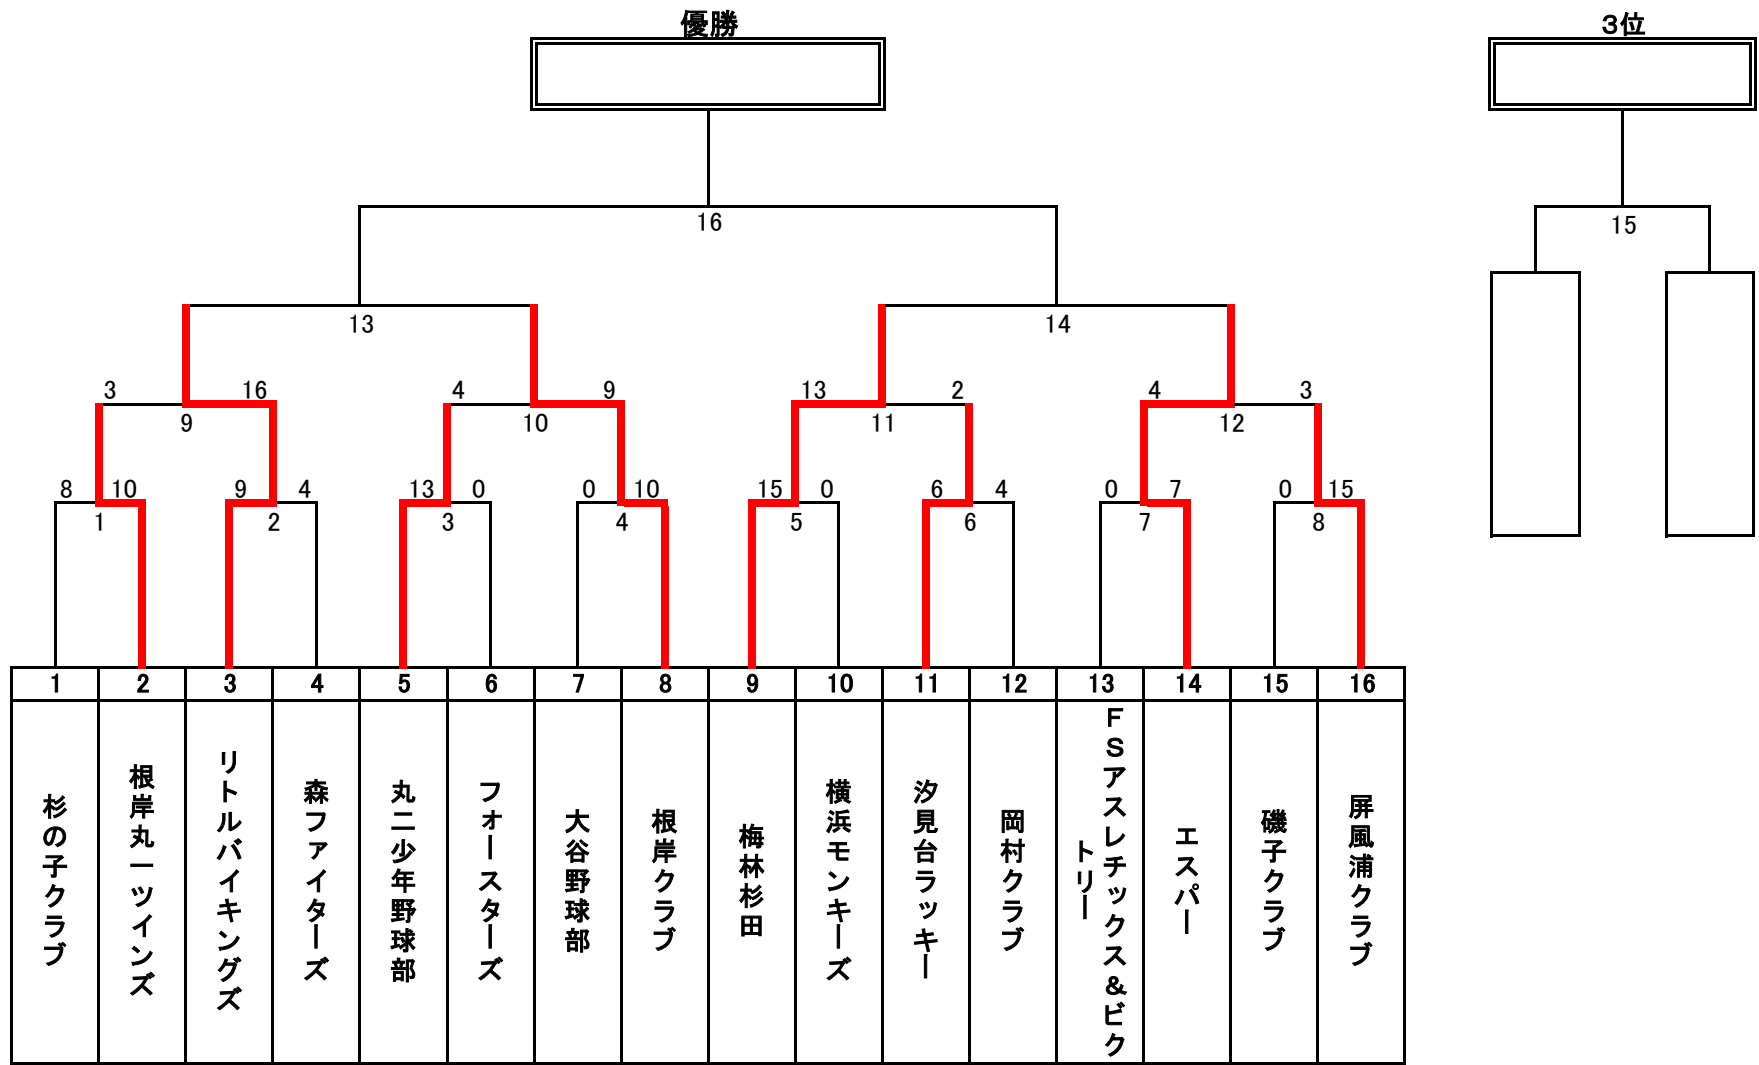 優勝
３位
16
15
13
14
3 16
4 9
13 2
4 3
9
10
11
12
8 10
9 4
13 0
0 10
15 0
6 4
0 7
0 15
1
2
3
4
5
6
7
8
1 2 3 4 5 6 7 8 9 10 11 12 13 14 15 16
杉の子クラブ
根岸丸一ツインズ
リトルバイキングズ
森ファイターズ
丸二少年野球部
フォースターズ
大谷野球部
根岸クラブ
梅林杉田
横浜モンキーズ
汐見台ラッキー
岡村クラブ
ＦＳアスレチックス＆ビク
トリー
エスパー
磯子クラブ
屏風浦クラブ